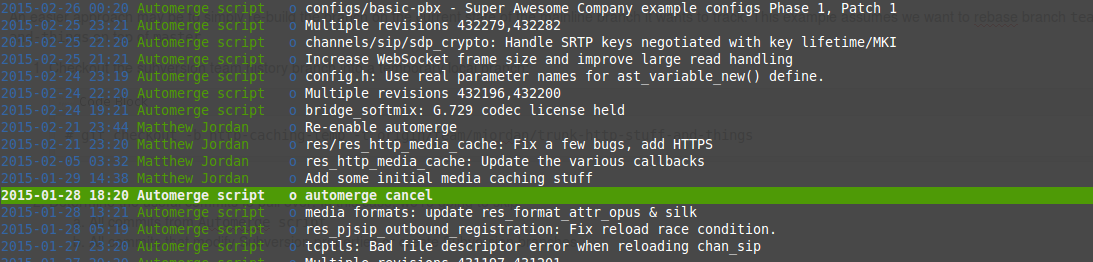 2015-02-26 00:20 Automerge script o configs/basic-pbx - Super Awesome Company example configs Phase 1, Patch 1
2015-02-25 23:21 Automerge script o Multiple revisions 432279,432282
2015-02-25 22:20 Automerge script o channels/sip/sdp_crypto: Handle SRTP keys negotiated with key lifetime/MKI
2015-02-25 21:21 Automerge script o Increase WebSocket frame size and improve large read handling
2015-02-24 23:19 Automerge script o config.h: Use real parameter names for ast_variable_new() define.
2015-02-24 22:20 Automerge script o Multiple revisions 432196,432200
2015-02-24 19:21 Automerge script o bridge_softmix: G.729 codec license held
2015-02-21 23:44 Matthew Jordan o Re-enable automerge
2015-02-21 23:20 Matthew Jordan o res/res_http_media_cache: Fix a few bugs, add HTTPS
2015-02-05 03:32 Matthew Jordan o res_http_media_cache: Update the various callbacks
2015-01-29 14:38 Matthew Jordan o Add some initial media caching stuff
2015-01-28 18:20 Automerge script o automerge cancel
2015-01-28 13:21 Automerge script o media formats: update res_format_attr_opus & silk
2015-01-28 05:19 Automerge script o res_pjsip_outbound_registration: Fix reload race condition.
2015-01-27 23:20 Automerge script o tcptls: Bad file descriptor error when reloading chan_sip
Multiple revisions 431197,431201